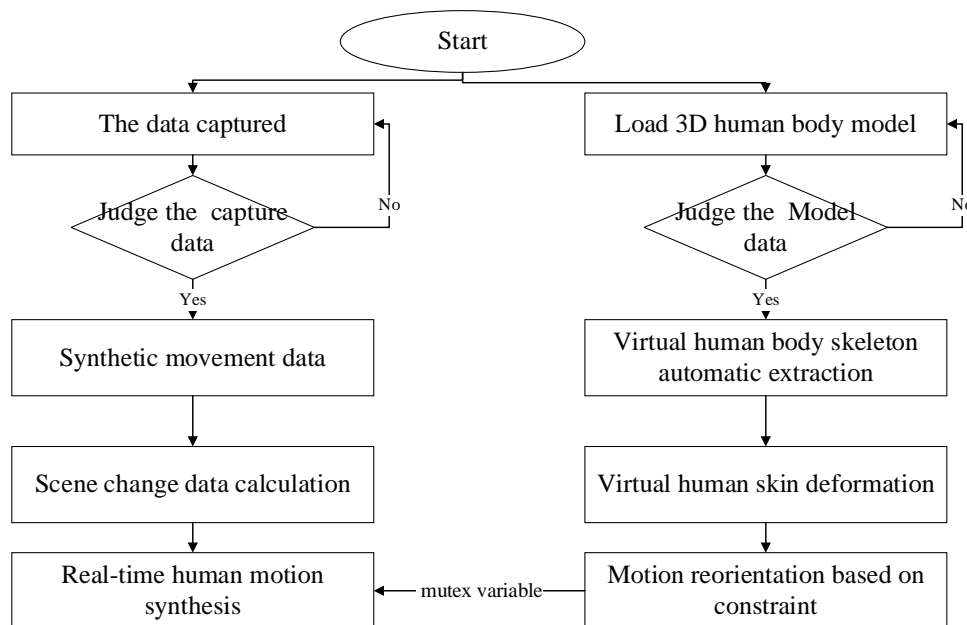 Start
The data captured
Load 3D human body model
No
No
Judge the capture
data
Judge the Model
data
Yes
Yes
Synthetic movement data
Virtual human body skeleton
automatic extraction
Scene change data calculation
Virtual human skin deformation
Real-time human motion
synthesis
mutex variable
Motion reorientation based on
constraint